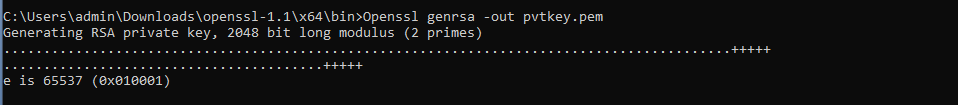 C:\Users\admin\Downloads\openssl-1.1\x64\bin>Openssl genrsa -out pvtkey.pem
Generating RSA private key, 2048 bit long modulus (2 primes)
...........................................................................................+++++
........................................+++++
e is 65537 (0x010001)